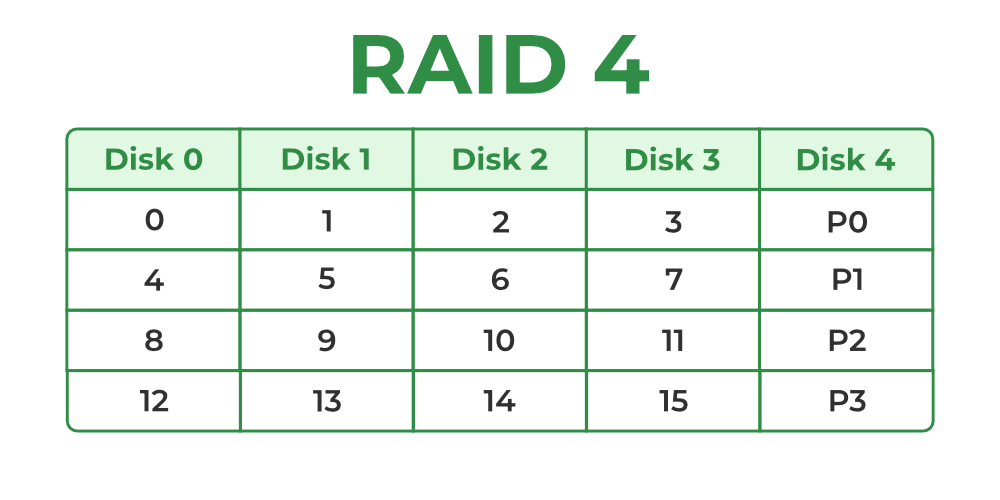 RAID 4
Disk 0 Disk 1 Disk 2 Disk 3 Disk 4
0 1 2 3 P0
4 5 6 7 P1
8 9 10 11 P2
12 13 14 15 P3